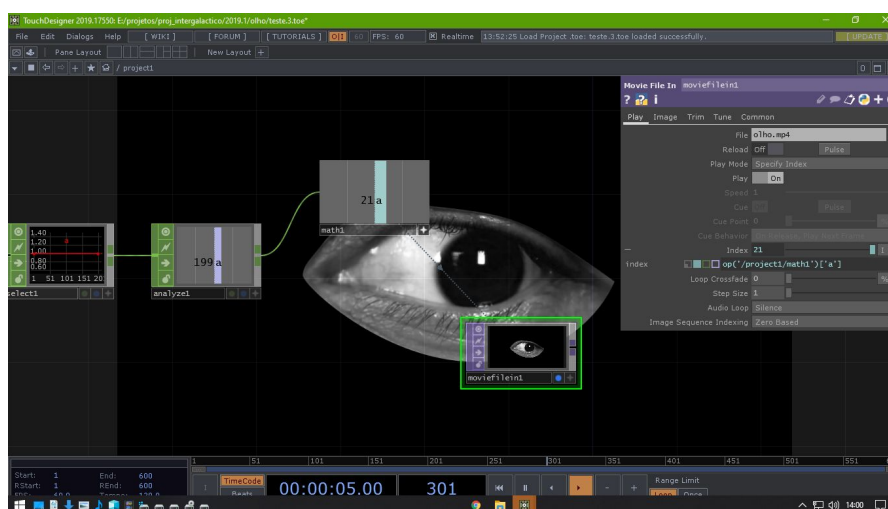 TouchDesigner 2019.17550: E:/projetos/proj_intergalactico/2019.1/olho/teste.3.toe*
File Edit Dialogs Help [ WIKI ] [ FORUM ] [ TUTORIALS ] O|I 60 FPS: 60 Realtime 13:52:25 Load Project .toe: teste.3.toe loaded successfully. [ UPDATE
Pane Layout New Layout +
/ project1 0
Movie File In moviefilein1
? i
Play Image Trim Tune Common
File olho.mp4
Reload Off Pulse
Play Mode Specify Index
Play On
Speed 1
Cue Pulse
Cue Point 0
Cue Behavior
Index 21
index op('/project1/math1')['a']
Loop Crossfade 0 %
Step Size 1
Audio Loop Silence
Image Sequence Indexing Zero Based
21 a
math1
1.40
1.20
1.00
0.80
0.60
a
1 51 101 151 20
select1
199 a
analyze1
moviefilein1
1 51 101 151 201 251 301 351 401 451 501 551
Start: 1 End: 600
RStart: 1 REnd: 600
TimeCode
Beats
00:00:05.00 301
Range Limit
Loop Once
14:00